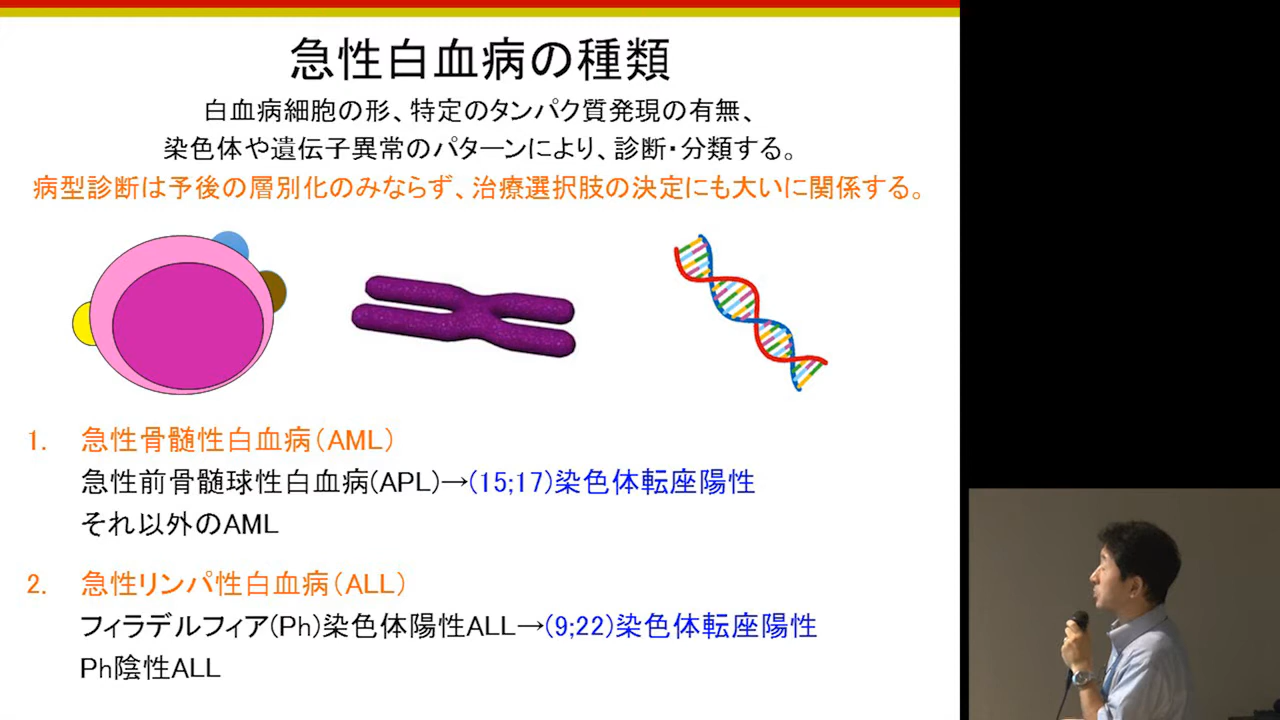 急性白血病の種類
白血病細胞の形、特定のタンパク質発現の有無、
染色体や遺伝子異常のパターンにより、診断・分類する。
病型診断は予後の層別化のみならず、治療選択肢の決定にも大いに関係する。
1. 急性骨髄性白血病(AML)
急性前骨髄球性白血病(APL)→(15;17)染色体転座陽性
それ以外のAML
2. 急性リンパ性白血病(ALL)
フィラデルフィア(Ph)染色体陽性ALL→(9;22)染色体転座陽性
Ph陰性ALL